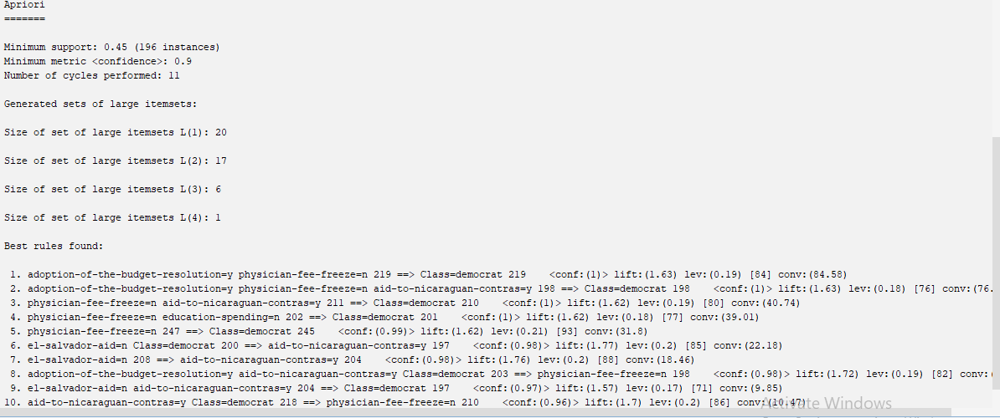 Apriori
=======
Minimum support: 0.45 (196 instances)
Minimum metric <confidence>: 0.9
Number of cycles performed: 11
Generated sets of large itemsets:
Size of set of large itemsets L(1): 20
Size of set of large itemsets L(2): 17
Size of set of large itemsets L(3): 6
Size of set of large itemsets L(4): 1
Best rules found:
1. adoption-of-the-budget-resolution=y physician-fee-freeze=n 219 ==> Class=democrat 219    <conf:(1)> lift:(1.63) lev:(0.19) [84] conv:(84.58)
2. adoption-of-the-budget-resolution=y physician-fee-freeze=n aid-to-nicaraguan-contras=y 198 ==> Class=democrat 198    <conf:(1)> lift:(1.63) lev:(0.18) [76] conv:(76.
3. physician-fee-freeze=n aid-to-nicaraguan-contras=y 211 ==> Class=democrat 210    <conf:(1)> lift:(1.62) lev:(0.19) [80] conv:(40.74)
4. physician-fee-freeze=n education-spending=n 202 ==> Class=democrat 201    <conf:(1)> lift:(1.62) lev:(0.18) [77] conv:(39.01)
5. physician-fee-freeze=n 247 ==> Class=democrat 245    <conf:(0.99)> lift:(1.62) lev:(0.21) [93] conv:(31.8)
6. el-salvador-aid=n Class=democrat 200 ==> aid-to-nicaraguan-contras=y 197    <conf:(0.98)> lift:(1.77) lev:(0.2) [85] conv:(22.18)
7. el-salvador-aid=n 208 ==> aid-to-nicaraguan-contras=y 204    <conf:(0.98)> lift:(1.76) lev:(0.2) [88] conv:(18.46)
8. adoption-of-the-budget-resolution=y aid-to-nicaraguan-contras=y Class=democrat 203 ==> physician-fee-freeze=n 198    <conf:(0.98)> lift:(1.72) lev:(0.19) [82] conv:(
9. el-salvador-aid=n aid-to-nicaraguan-contras=y 204 ==> Class=democrat 197    <conf:(0.97)> lift:(1.57) lev:(0.17) [71] conv:(9.85)
10. aid-to-nicaraguan-contras=y Class=democrat 218 ==> physician-fee-freeze=n 210    <conf:(0.96)> lift:(1.7) lev:(0.2) [86] conv:(10.47)
Activate Windows